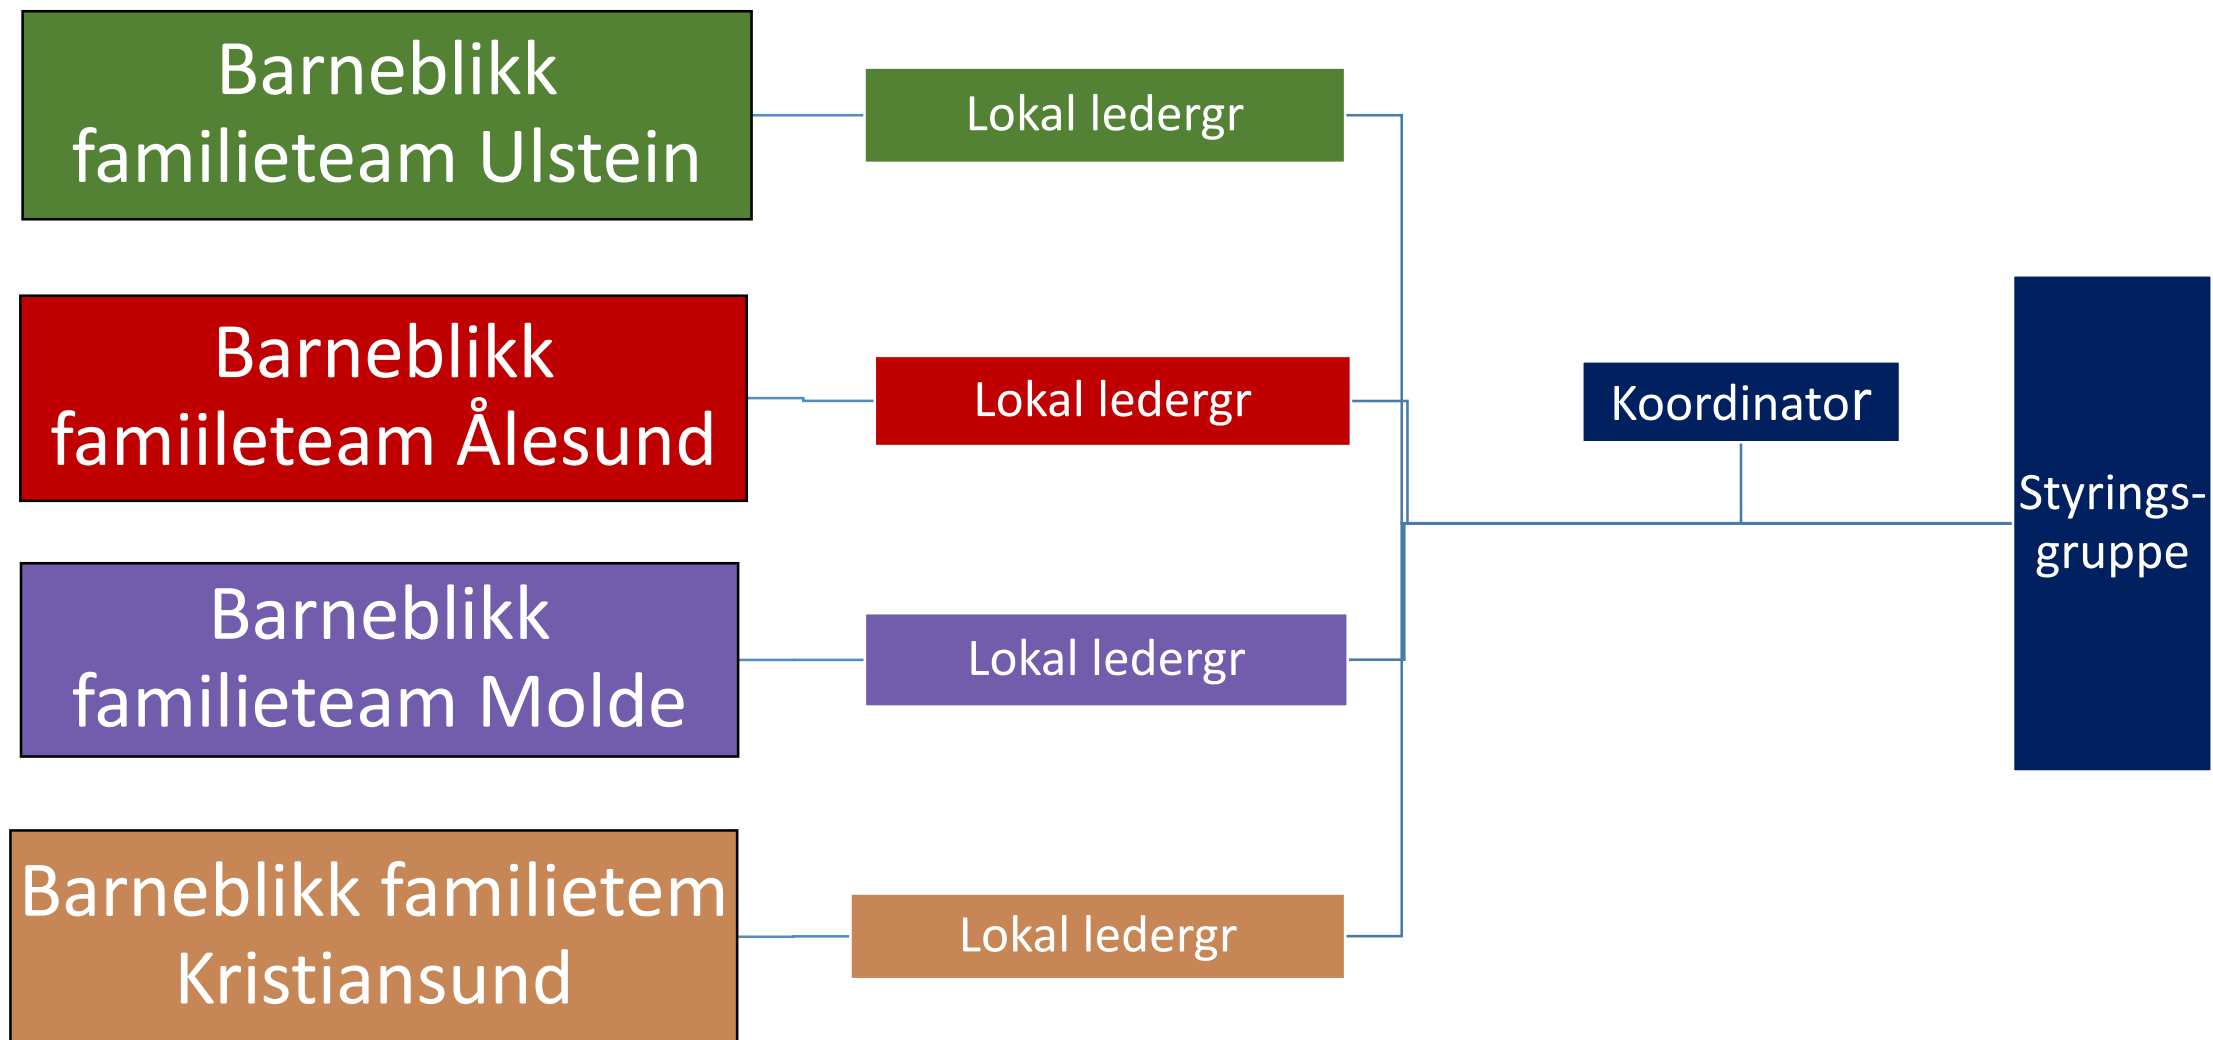 Barneblikk
familieteam Ulstein
Lokal ledergr
Barneblikk
famiileteam Ålesund
Lokal ledergr
Koordinator
Styrings-
gruppe
Barneblikk
familieteam Molde
Lokal ledergr
Barneblikk familietem
Kristiansund
Lokal ledergr